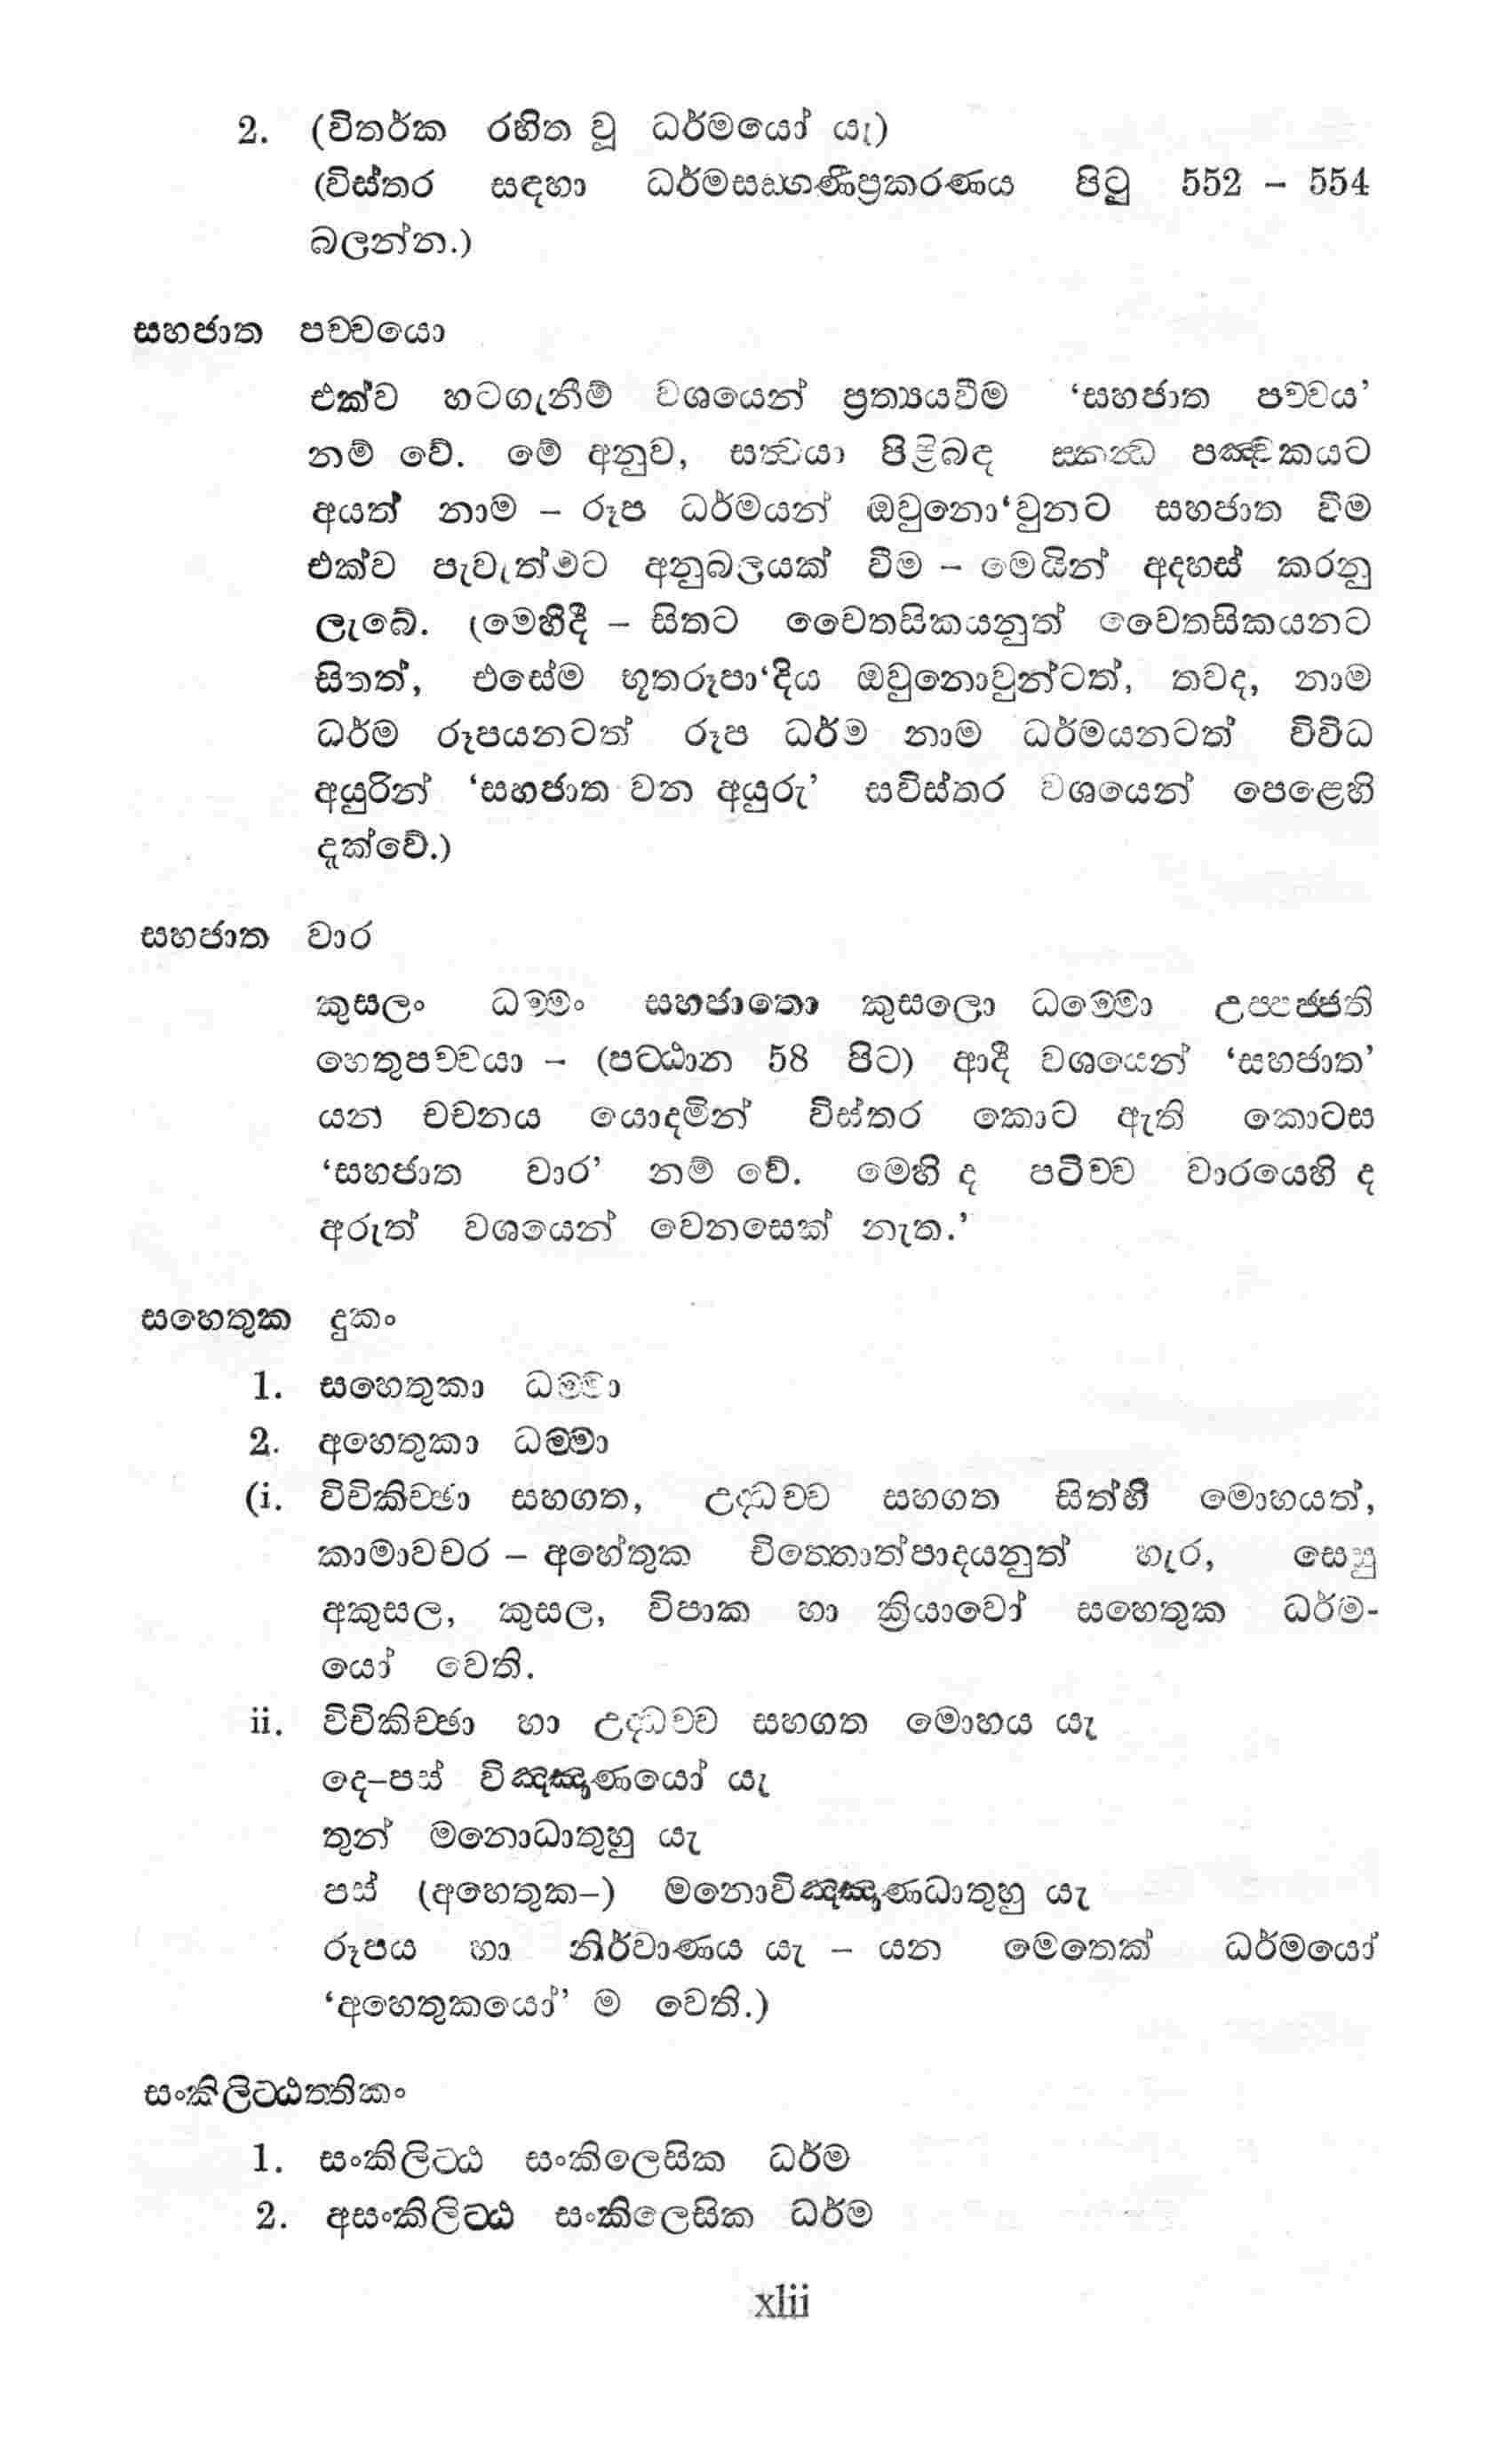 2. (විතර්ක රහිත වූ ධර්මයෝ යැ)
(විස්තර සඳහා ධර්මසඞ්ගණීප්‍රකරණය පිටු 552 – 554
බලන්න.)
සහජාත පච්චයො
එක්ව හටගැනීම් වශයෙන් ප්‍රත්‍යයවීම ‘සහජාත පච්චය’
නම් වේ. මේ අනුව, සත්‍ත්‍වයා පිළිබඳ ස්කන්‍ධ පඤ්චකයට
අයත් නාම – රූප ධර්මයන් ඔවුනො‘වුනට සහජාත වීම
එක්ව පැවැත්මට අනුබලයක් වීම – මෙයින් අදහස් කරනු
ලැබේ. (මෙහිදී – සිතට චෛතසිකයනුත් චෛතසිකයනට
සිතත්, එසේම භූතරූපා‘දිය ඔවුනොවුන්ටත්, තවද, නාම
ධර්ම රූපයනටත් රූප ධර්ම නාම ධර්මයනටත් විවිධ
අයුරින් ‘සහජාත වන අයුරු’ සවිස්තර වශයෙන් පෙළෙහි
දැක්වේ.)
සහජාත වාර
කුසලං ධම්මං සහජාතො කුසලො ධම්මො උප්පජ්ජති
හෙතුපච්චයා – (පට්ඨාන 58 පිට) ආදී වශයෙන් ‘සහජාත’
යන චචනය යොදමින් විස්තර කොට ඇති කොටස
‘සහජාත වාර’ නම් වේ. මෙහි ද පටිච්ච වාරයෙහි ද
අරුත් වශයෙන් වෙනසෙක් නැත.’
සහෙතුක දුකං
1. සහෙතුකා ධම්මා
2. අහෙතුකා ධම්මා
(i. විචිකිච්ඡා සහගත, උද්ධච්ච සහගත සිත්හි මොහයත්,
කාමාවචර – අහේතුක චිත්තොත්පාදයනුත් හැර, සෙසු
අකුසල, කුසල, විපාක හා ක්‍රියාවෝ සහෙතුක ධර්ම-
යෝ වෙති.
ii. විචිකිච්ඡා හා උද්ධච්ච සහගත මොහය යැ
දෙ–පස් විඤ්ඤාණයෝ යැ
තුන් මනොධාතුහු යැ
පස් (අහෙතුක–) මනොවිඤ්ඤාණධාතුහු යැ
රූපය හා නිර්වාණය යැ – යන මෙතෙක් ධර්මයෝ
‘අහෙතුකයෝ’ ම වෙති.)
සංකිලිට්ඨත්තිකං
1. සංකිලිට්ඨ සංකිලෙසික ධර්ම
2. අසංකිලිට්ඨ සංකිලෙසික ධර්ම
xlii